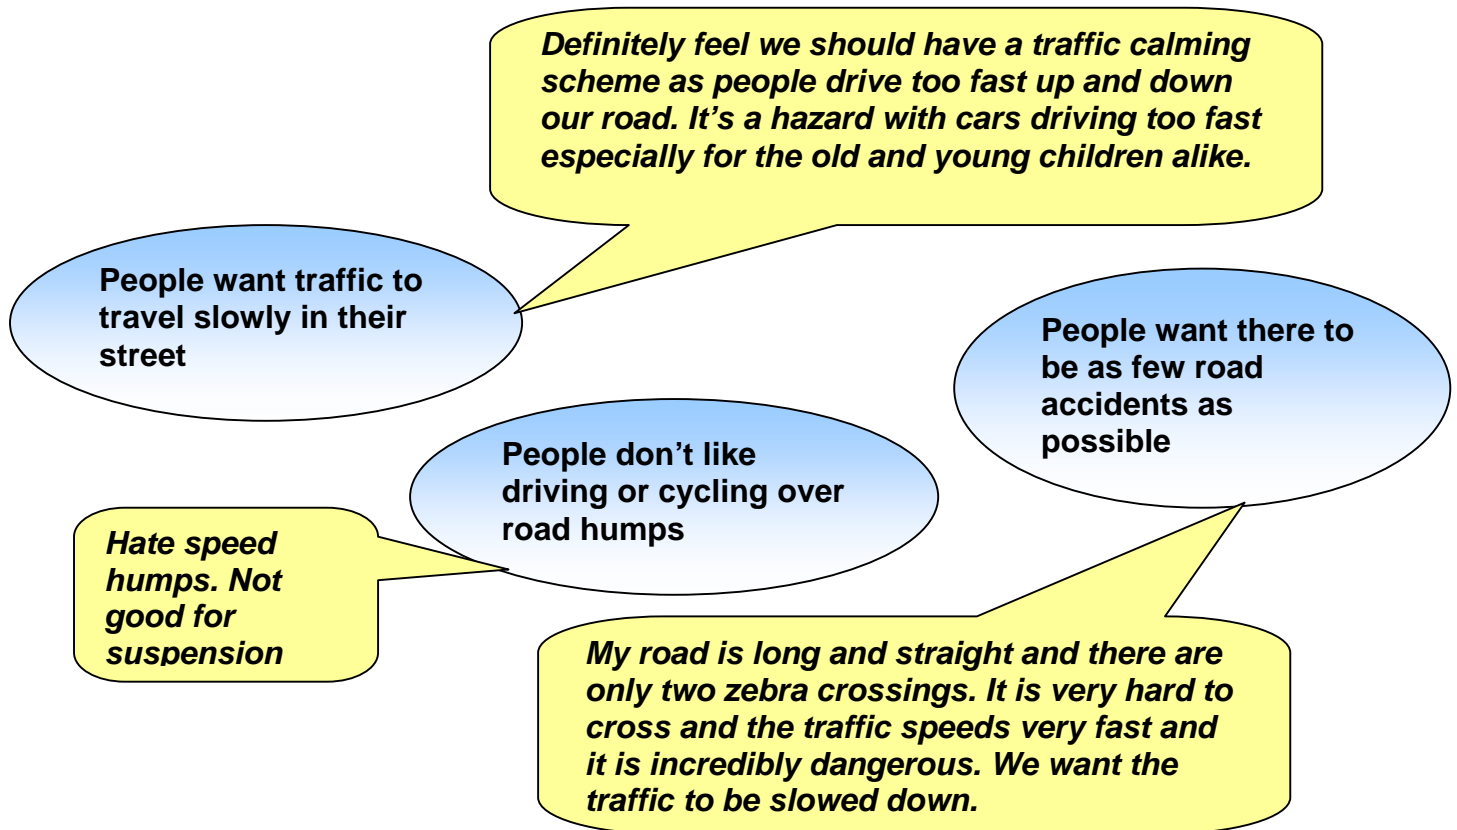 Definitely feel we should have a traffic calming
scheme as people drive too fast up and down
our road. It’s a hazard with cars driving too fast
especially for the old and young children alike.
People want traffic to
travel slowly in their
street
People want there to
be as few road
accidents as
possible
People don’t like
driving or cycling over
road humps
Hate speed
humps. Not
good for
suspension
My road is long and straight and there are
only two zebra crossings. It is very hard to
cross and the traffic speeds very fast and
it is incredibly dangerous. We want the
traffic to be slowed down.